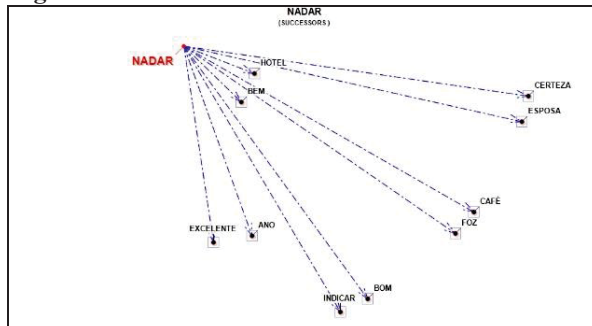 NADAR
(SUCCESSORS)
NADAR
HOTEL
BEM
CERTEZA
ESPOSA
CAFÉ
FOZ
EXCELENTE
ANO
BOM
INDICAR